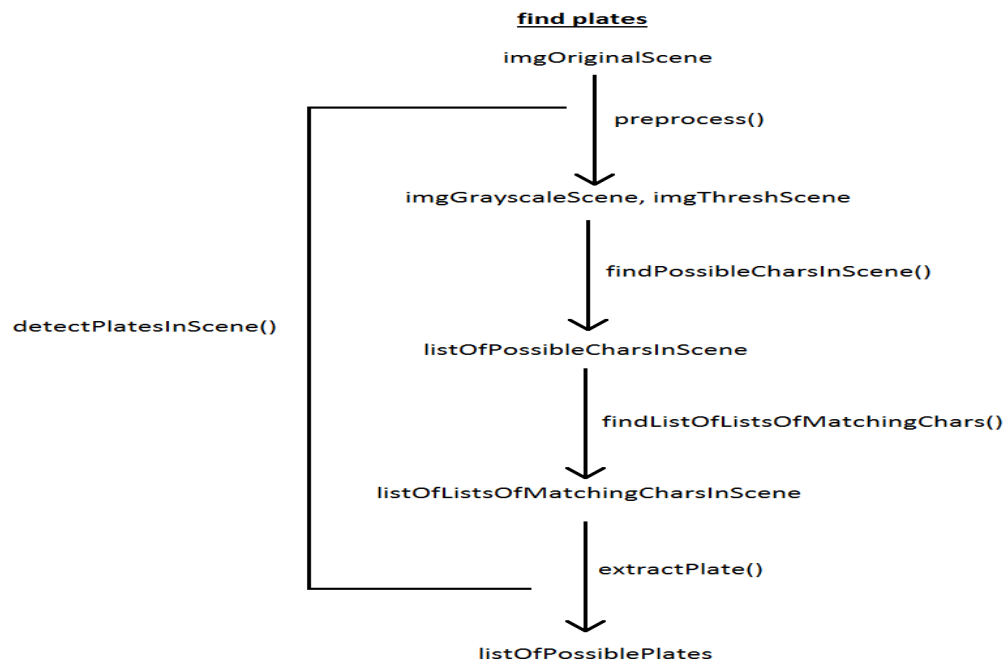 find plates
imgOriginalScene
preprocess()
imgGrayscaleScene, imgThreshScene
findPossibleCharsInScene()
detectPlatesInScene()
listOfPossibleCharsInScene
findListOfListsOfMatchingChars()
listOfListsOfMatchingCharsInScene
extractPlate()
listOfPossiblePlates